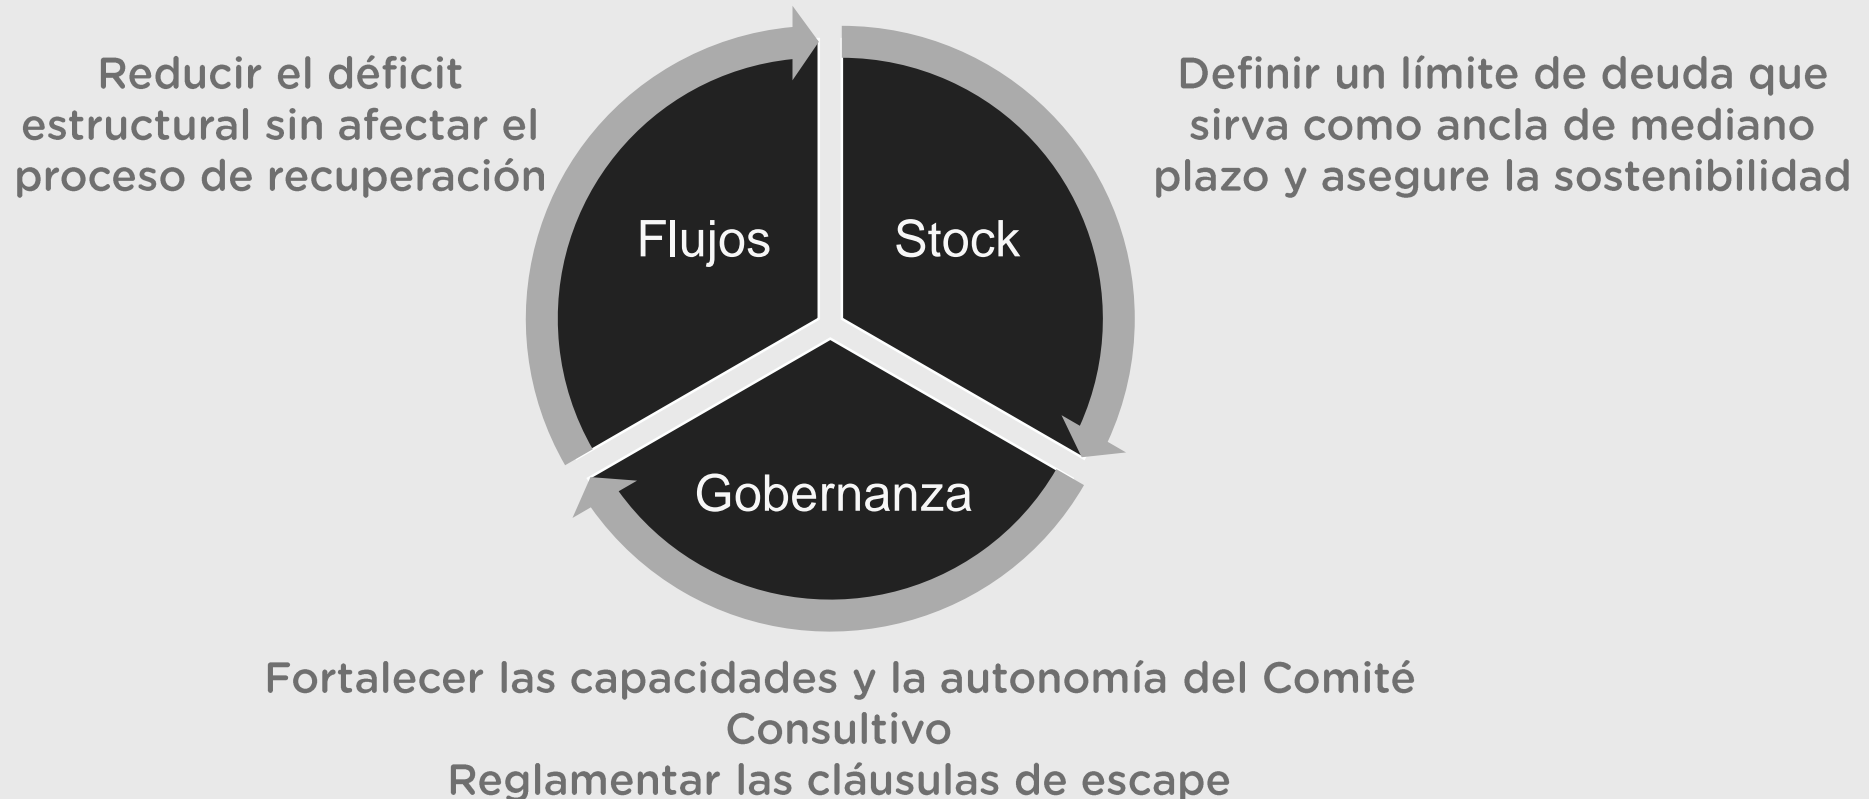 Reducir el déficit
estructural sin afectar el
proceso de recuperación
Definir un límite de deuda que
sirva como ancla de mediano
plazo y asegure la sostenibilidad
Flujos
Stock
Gobernanza
Fortalecer las capacidades y la autonomía del Comité
Consultivo
Reglamentar las cláusulas de escape